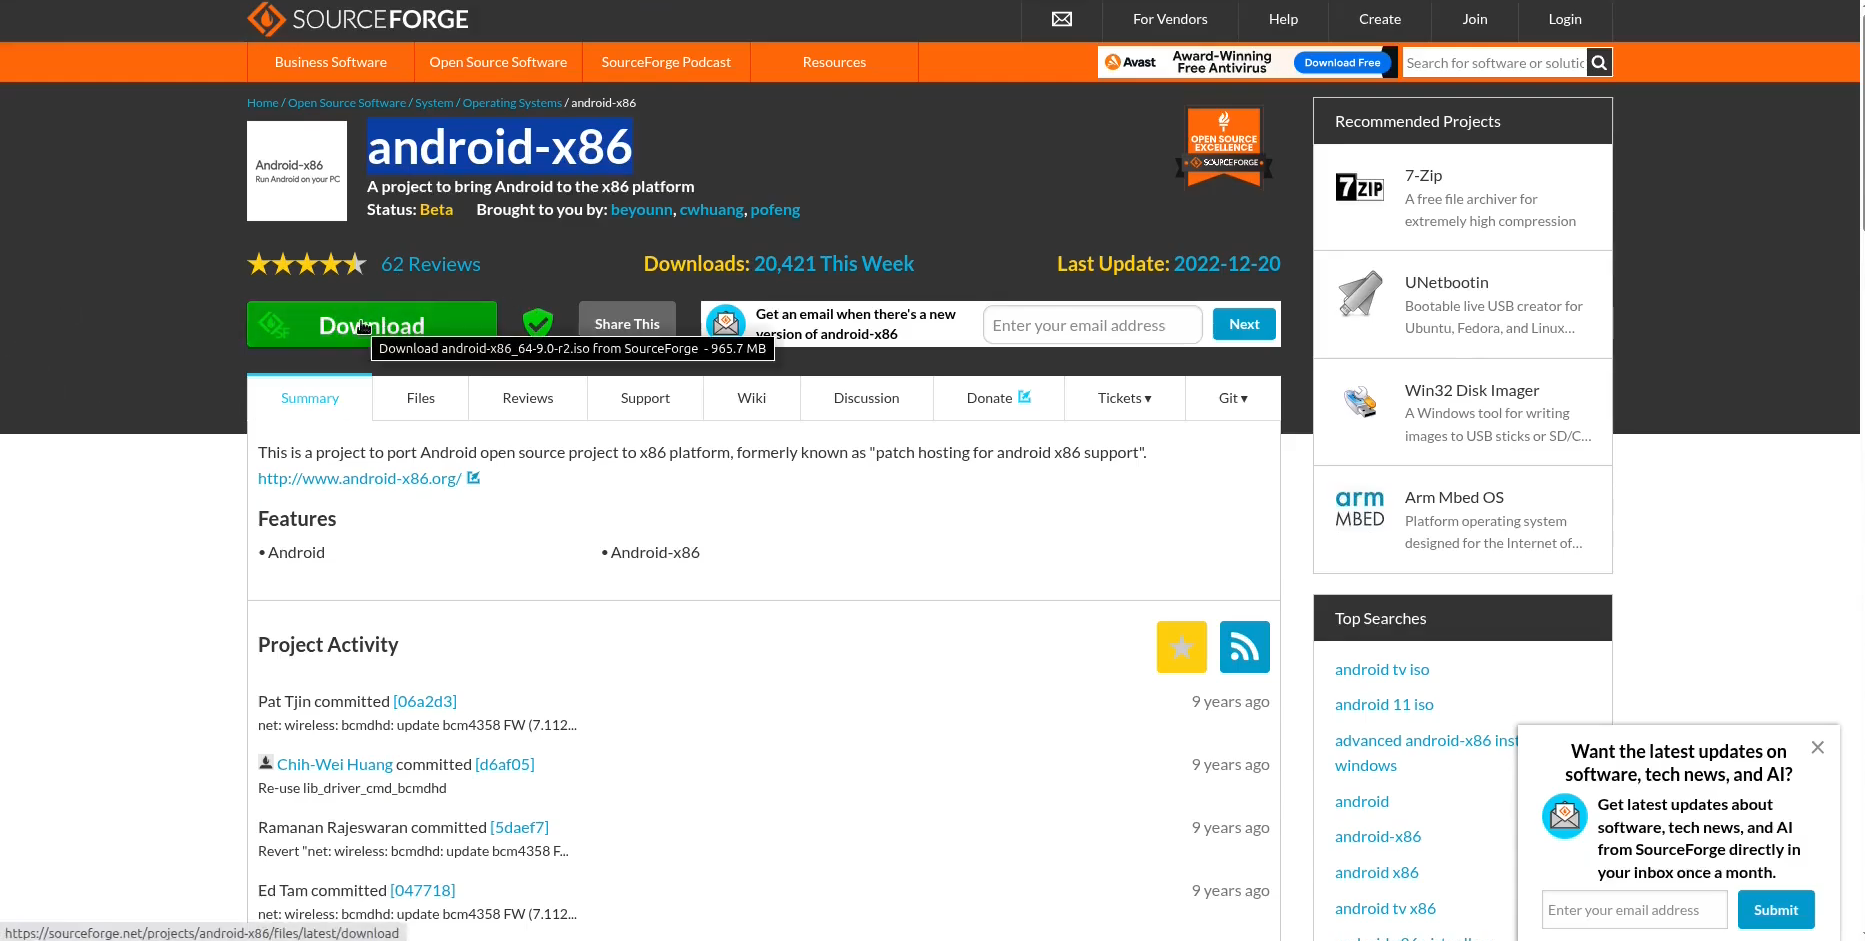 SOURCEFORGE
For Vendors
Help
Create
Join
Login
Business Software
Open Source Software
SourceForge Podcast
Resources
Avast
Award-Winning
Free Antivirus
Download Free
Search for software or solutic
Home / Open Source Software / System / Operating Systems / android-x86
Android-x86
Run Android on your PC
android-x86
A project to bring Android to the x86 platform
Status: Beta
Brought to you by: beyounn, cwhuang, pofeng
OPEN SOURCE
EXCELLENCE
SOURCEFORGE
62 Reviews
Downloads: 20,421 This Week
Last Update: 2022-12-20
Download
Share This
Get an email when there's a new
version of android-x86
Enter your email address
Next
Download android-x86_64-9.0-r2.iso from SourceForge - 965.7 MB
Summary
Files
Reviews
Support
Wiki
Discussion
Donate
Tickets ▾
Git ▾
This is a project to port Android open source project to x86 platform, formerly known as "patch hosting for android x86 support".
http://www.android-x86.org/
Features
• Android
• Android-x86
Project Activity
Pat Tjin committed [06a2d3]
9 years ago
net: wireless: bcmdhd: update bcm4358 FW (7.112...
Chih-Wei Huang committed [d6af05]
9 years ago
Re-use lib_driver_cmd_bcmdhd
Ramanan Rajeswaran committed [5daef7]
9 years ago
Revert "net: wireless: bcmdhd: update bcm4358 F...
Ed Tam committed [047718]
9 years ago
net: wireless: bcmdhd: update bcm4358 FW (7.112...
https://sourceforge.net/projects/android-x86/files/latest/download
Recommended Projects
7ZIP
7-Zip
A free file archiver for
extremely high compression
UNetbootin
Bootable live USB creator for
Ubuntu, Fedora, and Linux...
Win32 Disk Imager
A Windows tool for writing
images to USB sticks or SD/C...
arm
MBED
Arm Mbed OS
Platform operating system
designed for the Internet of...
Top Searches
android tv iso
android 11 iso
advanced android-x86 inst
windows
android
android-x86
android x86
android tv x86
Want the latest updates on
software, tech news, and AI?
Get latest updates about
software, tech news, and AI
from SourceForge directly in
your inbox once a month.
Enter your email address
Submit